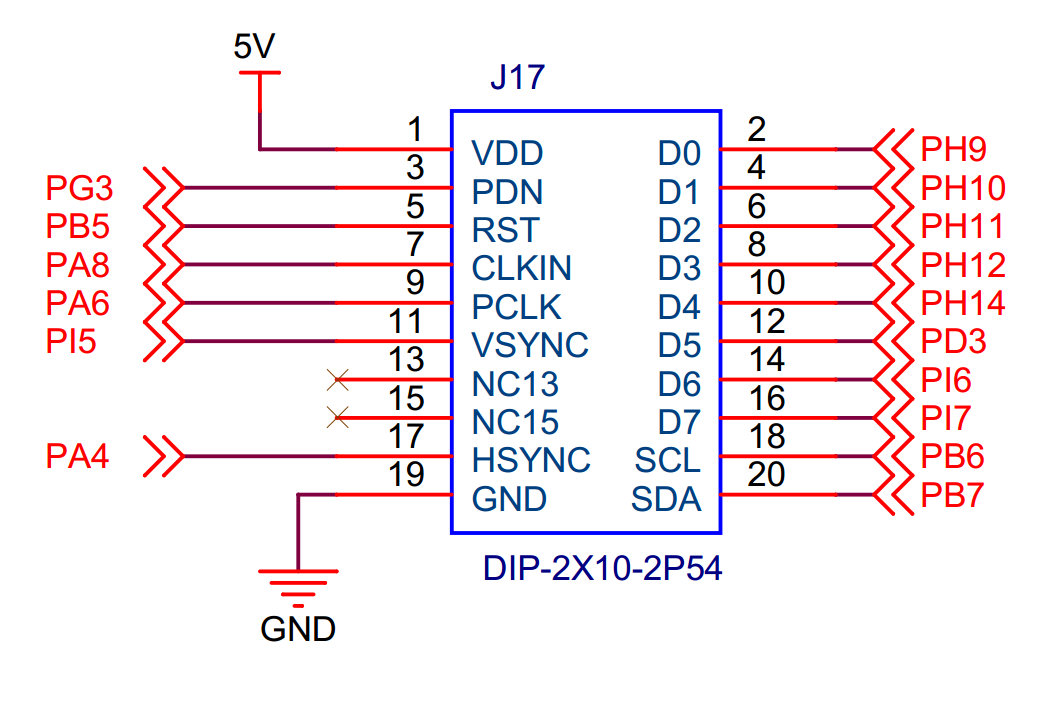 5V
J17
1 2
VDD D0 PH9
3 4
PG3 PDN D1 PH10
5 6
PB5 RST D2 PH11
7 8
PA8 CLKIN D3 PH12
9 10
PA6 PCLK D4 PH14
11 12
PI5 VSYNC D5 PD3
13 14
NC13 D6 PI6
15 16
NC15 D7 PI7
17 18
PA4 HSYNC SCL PB6
19 20
GND SDA PB7
DIP-2X10-2P54
GND